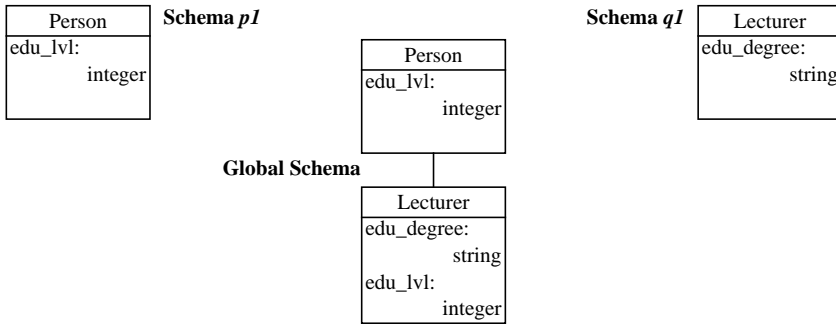 Person
Schema p1
edu_lvl:
integer
Schema q1
Lecturer
edu_degree:
string
Person
edu_lvl:
integer
Global Schema
Lecturer
edu_degree:
string
edu_lvl:
integer